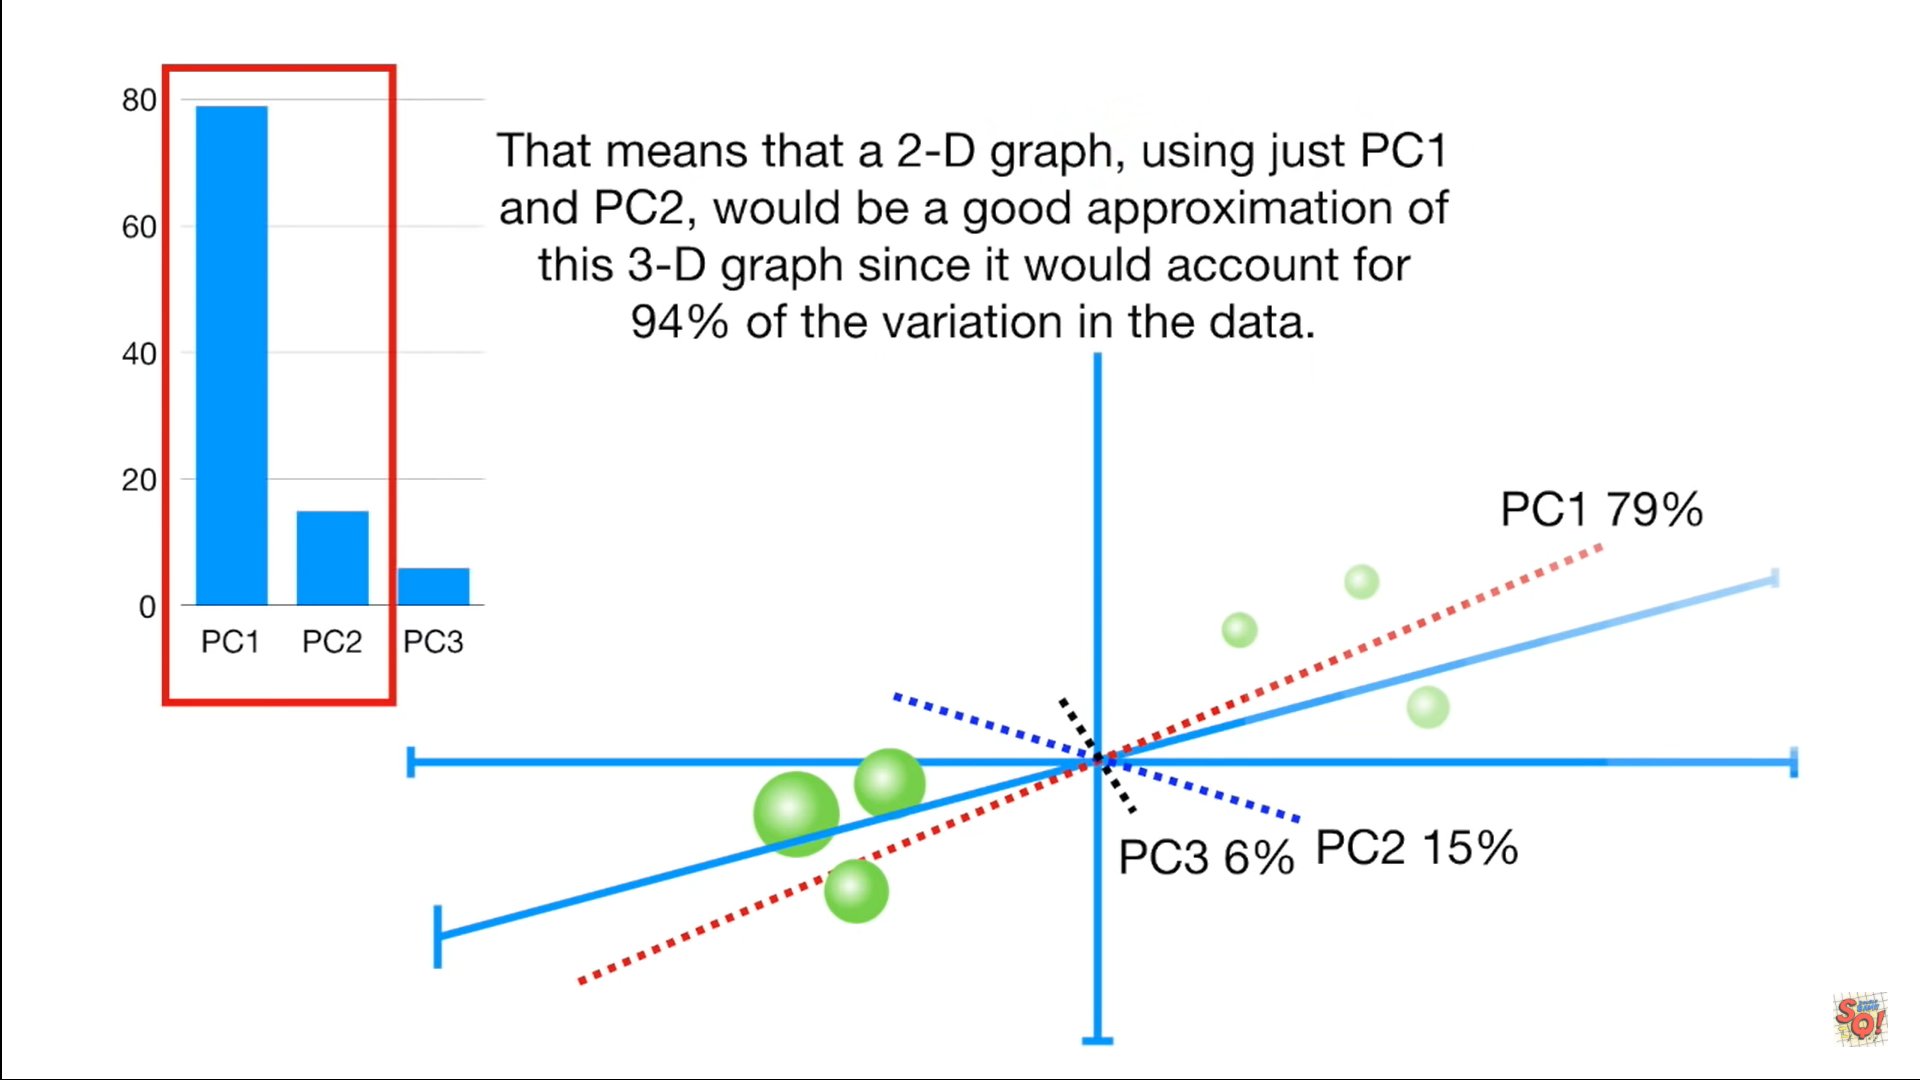 80
60
40
20
0
PC1 PC2 PC3
That means that a 2-D graph, using just PC1
and PC2, would be a good approximation of
this 3-D graph since it would account for
94% of the variation in the data.
PC1 79%
PC3 6%
PC2 15%
SQ!